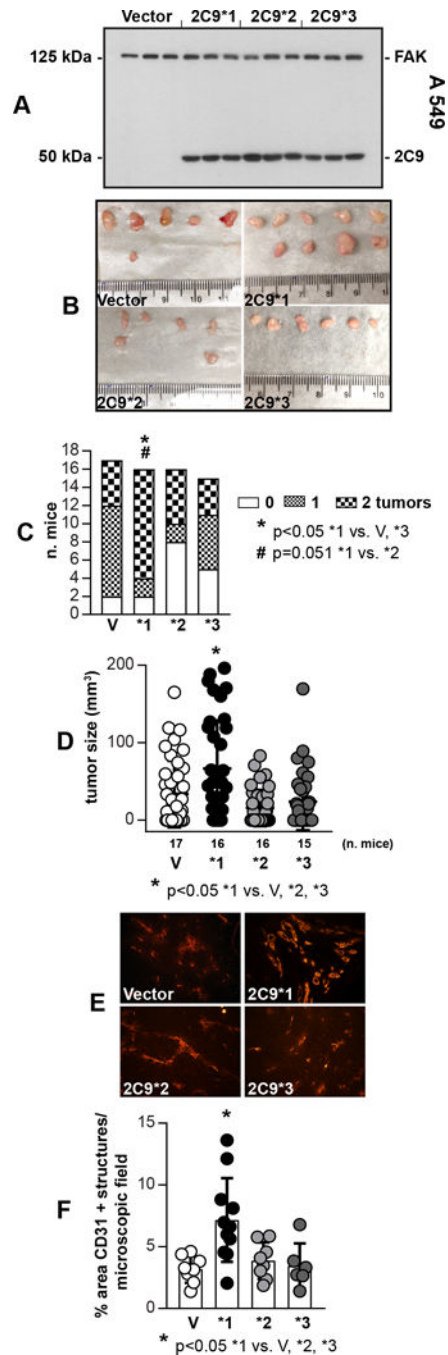 Vector 2C9*1 2C9*2 2C9*3
125 kDa - - FAK
A
A 549
50 kDa - - 2C9
B
Vector
2C9*1
2C9*2
2C9*3
C
n. mice
18
16
14
12
10
8
6
4
2
0
*
#
V *1 *2 *3
0 1 2 tumors
* p<0.05 *1 vs. V, *3
# p=0.051 *1 vs. *2
D
tumor size (mm³)
200
100
0
*
17 16 16 15 (n. mice)
V *1 *2 *3
* p<0.05 *1 vs. V, *2, *3
E
Vector
2C9*1
2C9*2
2C9*3
F
% area CD31 + structures/
microscopic field
15
10
5
0
*
V *1 *2 *3
* p<0.05 *1 vs. V, *2, *3